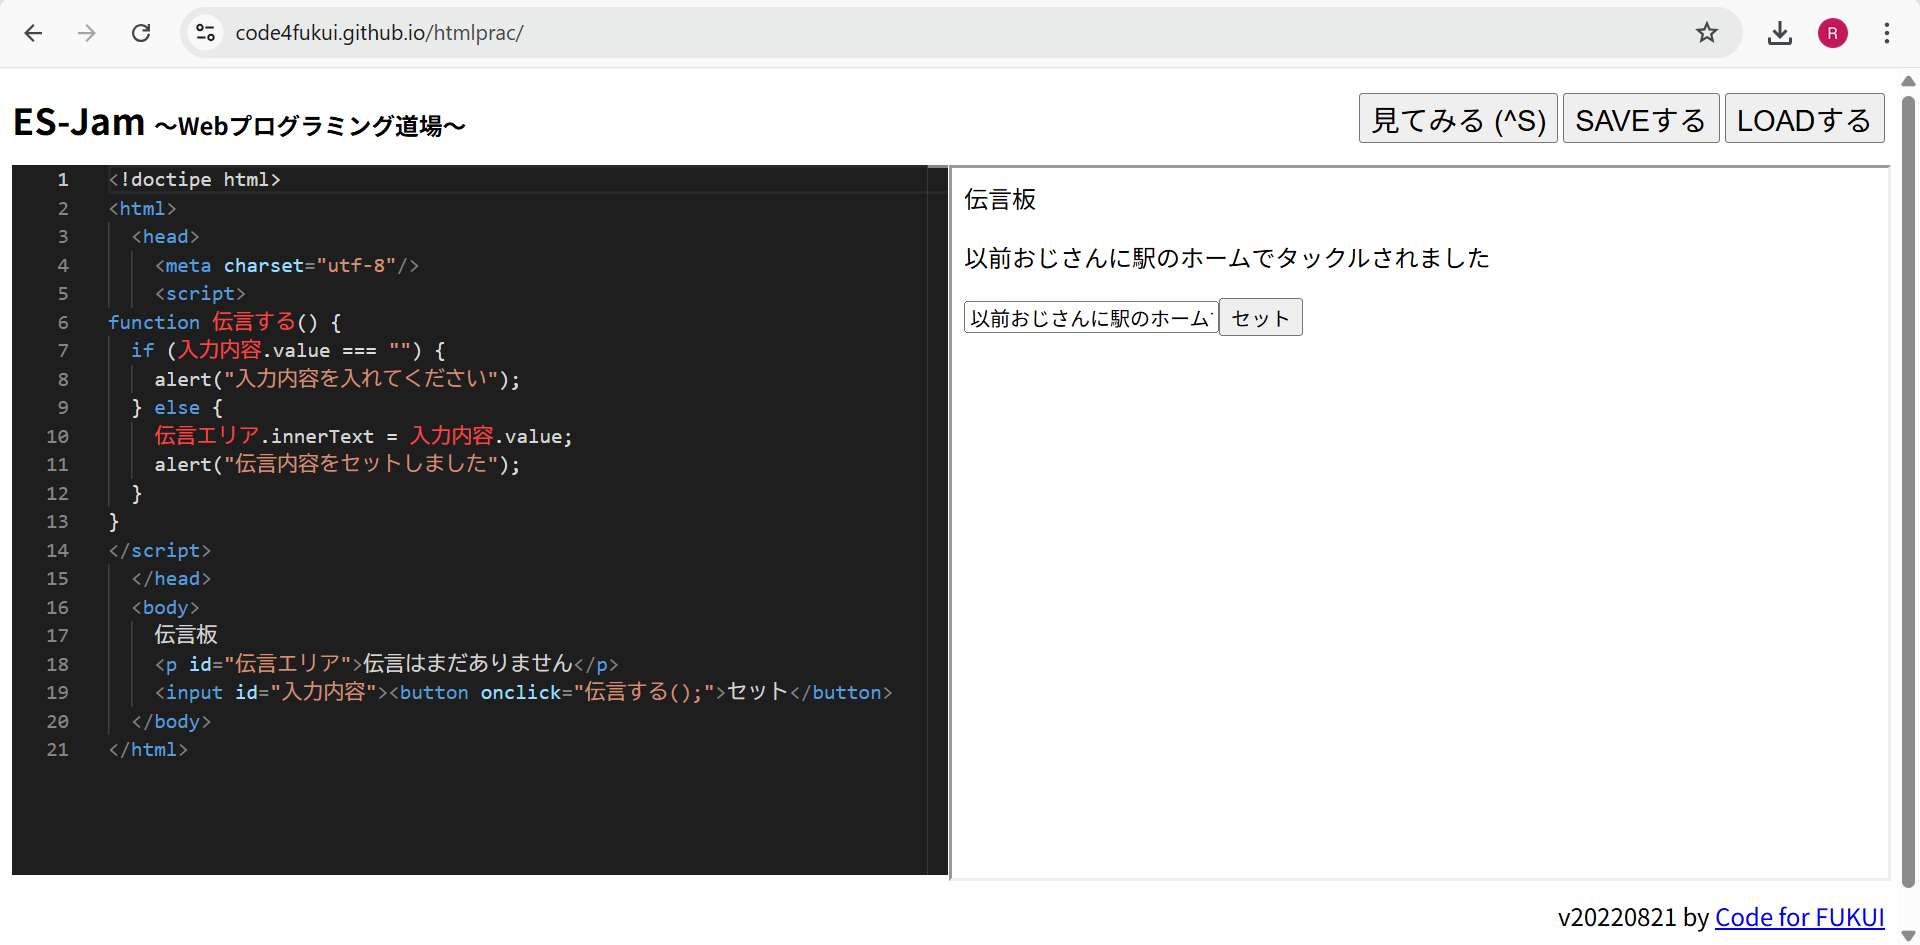 code4fukui.github.io/htmlprac/
R
ES-Jam ～Webプログラミング道場～
見てみる (^S) SAVEする LOADする
1 <!doctipe html>
2 <html>
3 <head>
4 <meta charset="utf-8"/>
5 <script>
6 function 伝言する() {
7 if (入力内容.value === "") {
8 alert("入力内容を入れてください");
9 } else {
10 伝言エリア.innerText = 入力内容.value;
11 alert("伝言内容をセットしました");
12 }
13 }
14 </script>
15 </head>
16 <body>
17 伝言板
18 <p id="伝言エリア">伝言はまだありません</p>
19 <input id="入力内容"><button onclick="伝言する();">セット</button>
20 </body>
21 </html>
伝言板
以前おじさんに駅のホームでタックルされました
以前おじさんに駅のホーム セット
v20220821 by Code for FUKUI